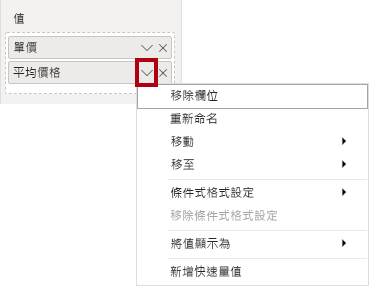 值
單價
平均價格
移除欄位
重新命名
移動
移至
條件式格式設定
移除條件式格式設定
將值顯示為
新增快速量值